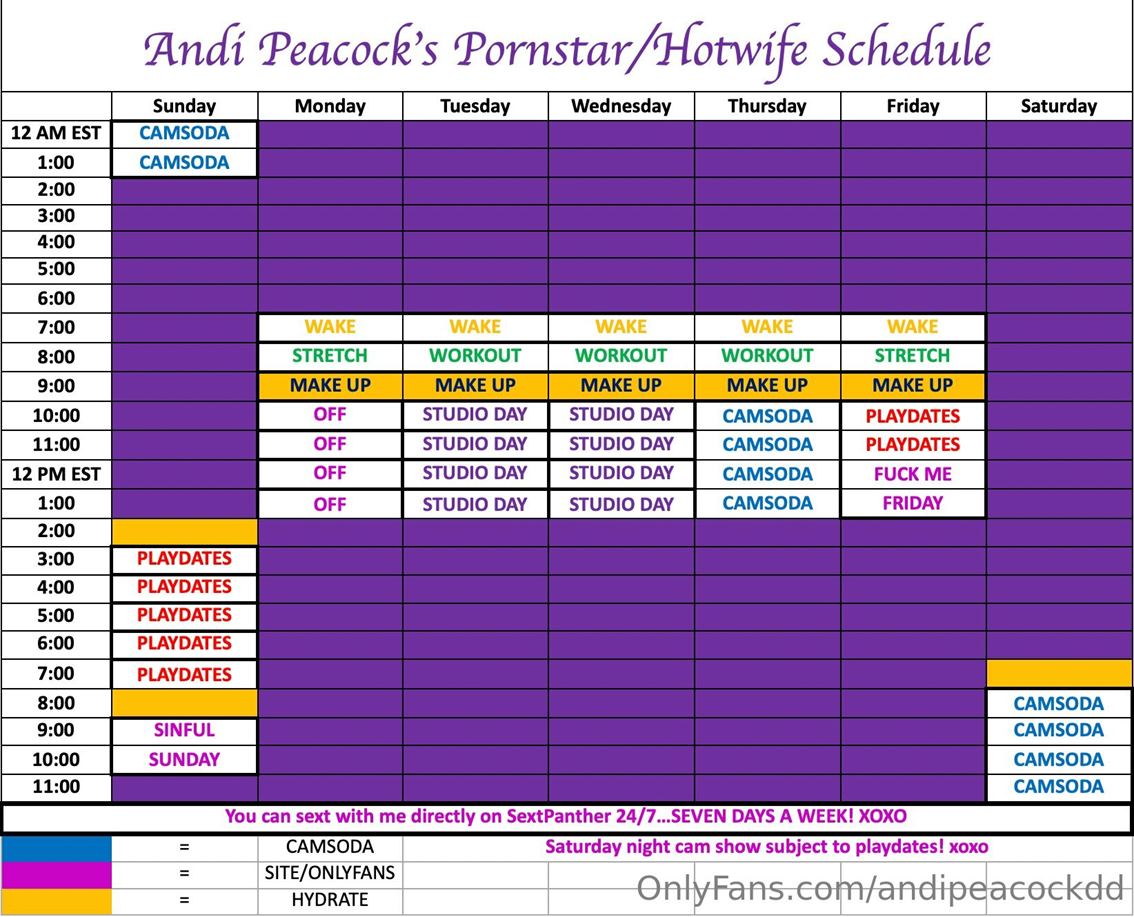 Andi Peacock's Pornstar/Hotwife Schedule
Sunday Monday Tuesday Wednesday Thursday Friday Saturday
12 AM EST CAMSODA
1:00 CAMSODA
2:00
3:00
4:00
5:00
6:00
7:00 WAKE WAKE WAKE WAKE WAKE
8:00 STRETCH WORKOUT WORKOUT WORKOUT STRETCH
9:00 MAKE UP MAKE UP MAKE UP MAKE UP MAKE UP
10:00 OFF STUDIO DAY STUDIO DAY CAMSODA PLAYDATES
11:00 OFF STUDIO DAY STUDIO DAY CAMSODA PLAYDATES
12 PM EST OFF STUDIO DAY STUDIO DAY CAMSODA FUCK ME
1:00 OFF STUDIO DAY STUDIO DAY CAMSODA FRIDAY
2:00
3:00 PLAYDATES
4:00 PLAYDATES
5:00 PLAYDATES
6:00 PLAYDATES
7:00 PLAYDATES
8:00 CAMSODA
9:00 SINFUL CAMSODA
10:00 SUNDAY CAMSODA
11:00 CAMSODA
You can sext with me directly on SextPanther 24/7...SEVEN DAYS A WEEK! XOXO
= CAMSODA Saturday night cam show subject to playdates! xoxo
= SITE/ONLYFANS
= HYDRATE
OnlyFans.com/andipeacockdd